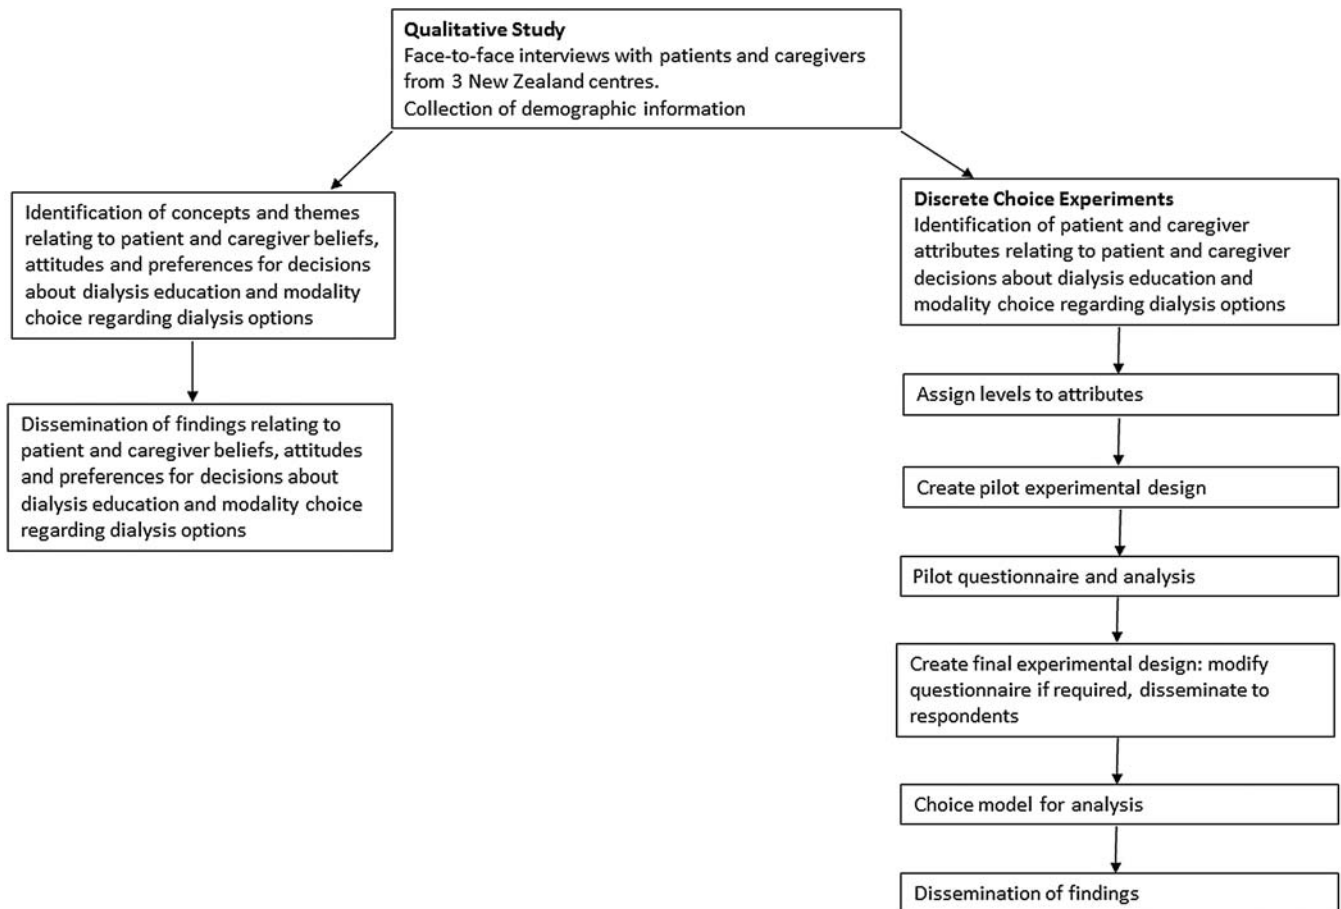 Qualitative Study
Face-to-face interviews with patients and caregivers
from 3 New Zealand centres.
Collection of demographic information
Identification of concepts and themes
relating to patient and caregiver beliefs,
attitudes and preferences for decisions
about dialysis education and modality
choice regarding dialysis options
Dissemination of findings relating to
patient and caregiver beliefs, attitudes
and preferences for decisions about
dialysis education and modality choice
regarding dialysis options
Discrete Choice Experiments
Identification of patient and caregiver
attributes relating to patient and caregiver
decisions about dialysis education and
modality choice regarding dialysis options
Assign levels to attributes
Create pilot experimental design
Pilot questionnaire and analysis
Create final experimental design: modify
questionnaire if required, disseminate to
respondents
Choice model for analysis
Dissemination of findings